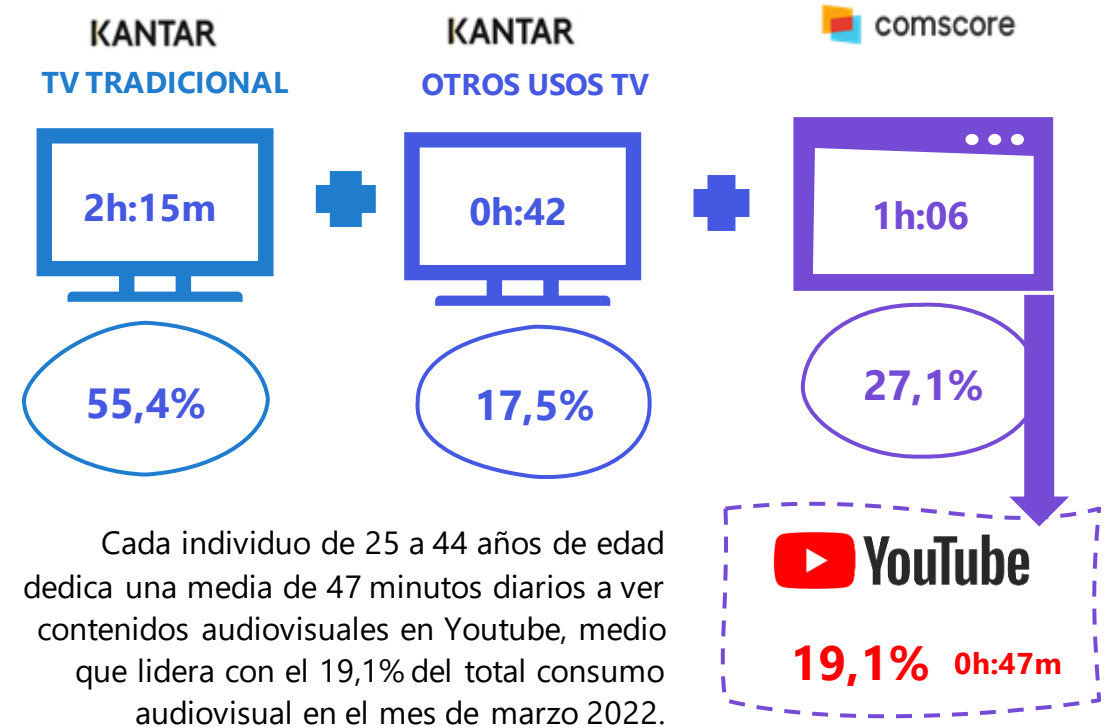 KANTAR
TV TRADICIONAL
2h:15m
55,4%
KANTAR
OTROS USOS TV
0h:42
17,5%
comscore
1h:06
27,1%
Cada individuo de 25 a 44 años de edad
dedica una media de 47 minutos diarios a ver
contenidos audiovisuales en Youtube, medio
que lidera con el 19,1% del total consumo
audiovisual en el mes de marzo 2022.
YouTube
19,1% 0h:47m